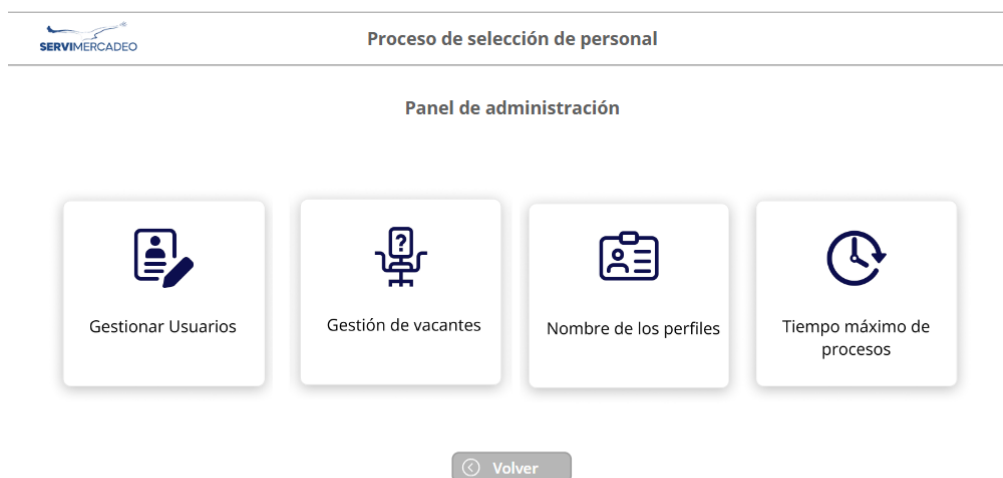 SERVIMERCADEO
Proceso de selección de personal
Panel de administración
?
Gestionar Usuarios
Gestión de vacantes
Nombre de los perfiles
Tiempo máximo de
procesos
Volver